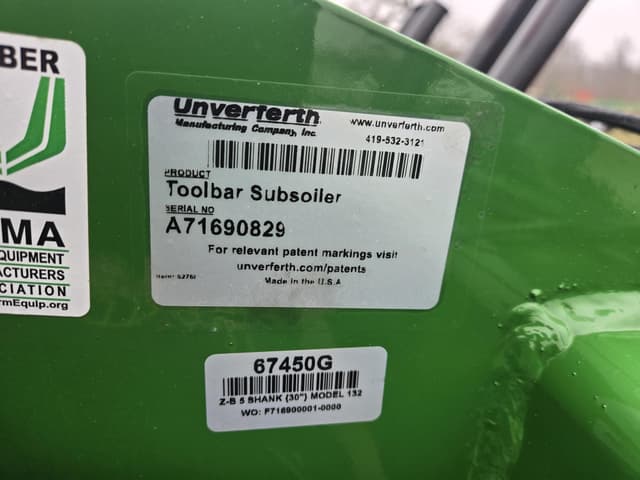 BER
MA
EQUIPMENT
ACTURERS
OCIATION
rmEquip.org
Unverferth
Manufacturing Company, Inc.
www.unverferth.com
419-532-3121
PRODUCT
Toolbar Subsoiler
SERIAL NO
A71690829
For relevant patent markings visit
unverferth.com/patents
Made in the U.S.A
67450G
Z-B 5 SHANK (30") MODEL 132
WO: F716900001-0000